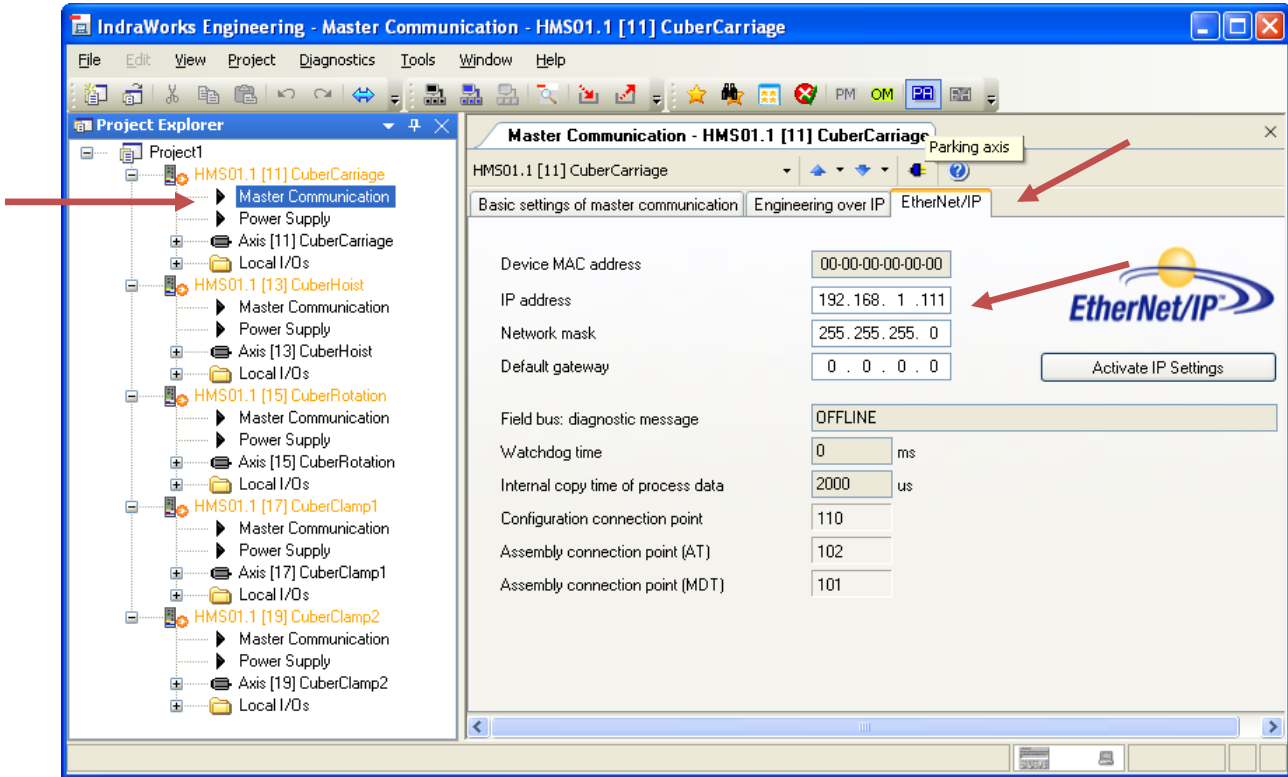 IndraWorks Engineering - Master Communication - HMS01.1 [11] CuberCarriage
File Edit View Project Diagnostics Tools Window Help
PM OM
Project Explorer
Project1
HMS01.1 [11] CuberCarriage
Master Communication
Power Supply
Axis [11] CuberCarriage
Local I/Os
HMS01.1 [13] CuberHoist
Master Communication
Power Supply
Axis [13] CuberHoist
Local I/Os
HMS01.1 [15] CuberRotation
Master Communication
Power Supply
Axis [15] CuberRotation
Local I/Os
HMS01.1 [17] CuberClamp1
Master Communication
Power Supply
Axis [17] CuberClamp1
Local I/Os
HMS01.1 [19] CuberClamp2
Master Communication
Power Supply
Axis [19] CuberClamp2
Local I/Os
Master Communication - HMS01.1 [11] CuberCarriage
Parking axis
HMS01.1 [11] CuberCarriage
Basic settings of master communication Engineering over IP EtherNet/IP
Device MAC address 00-00-00-00-00-00
IP address 192.168. 1 .111
Network mask 255.255.255. 0
Default gateway 0 . 0 . 0 . 0
EtherNet/IP
Activate IP Settings
Field bus: diagnostic message OFFLINE
Watchdog time 0 ms
Internal copy time of process data 2000 us
Configuration connection point 110
Assembly connection point (AT) 102
Assembly connection point (MDT) 101